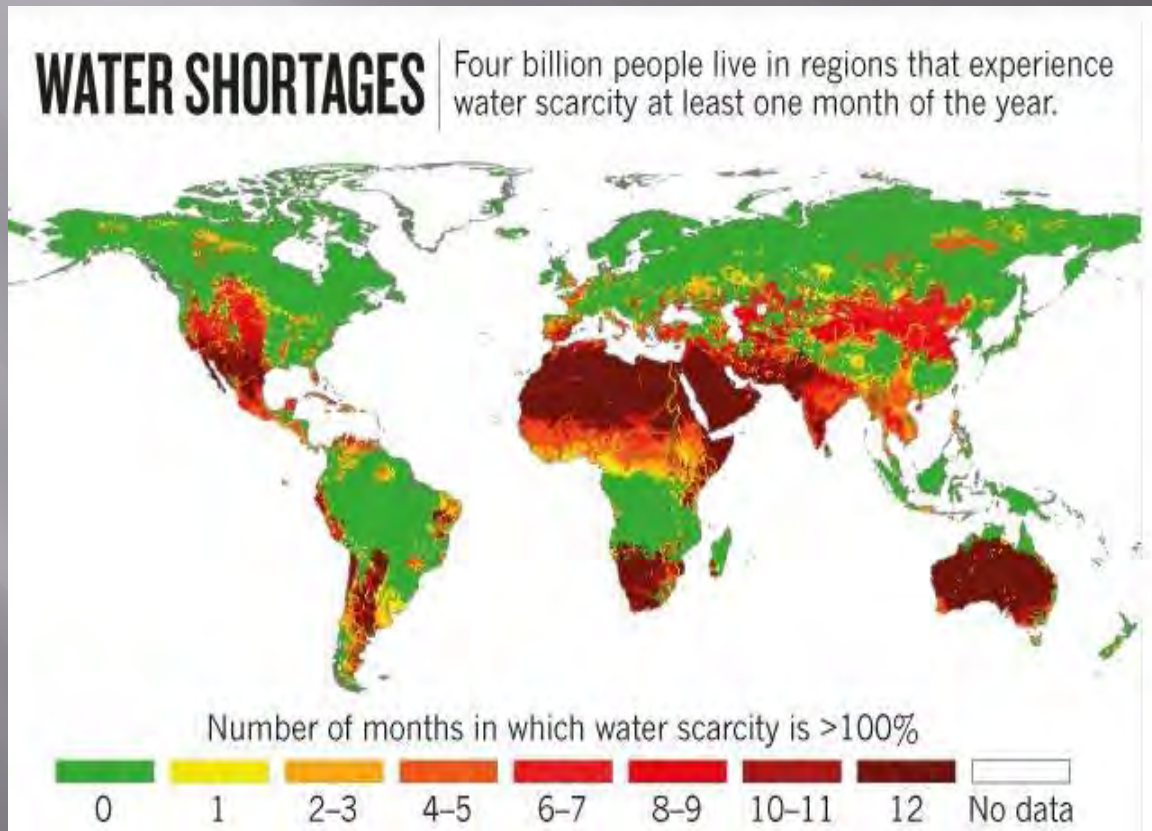 WATER SHORTAGES
Four billion people live in regions that experience
water scarcity at least one month of the year.
Number of months in which water scarcity is >100%
0 1 2–3 4–5 6–7 8–9 10–11 12 No data